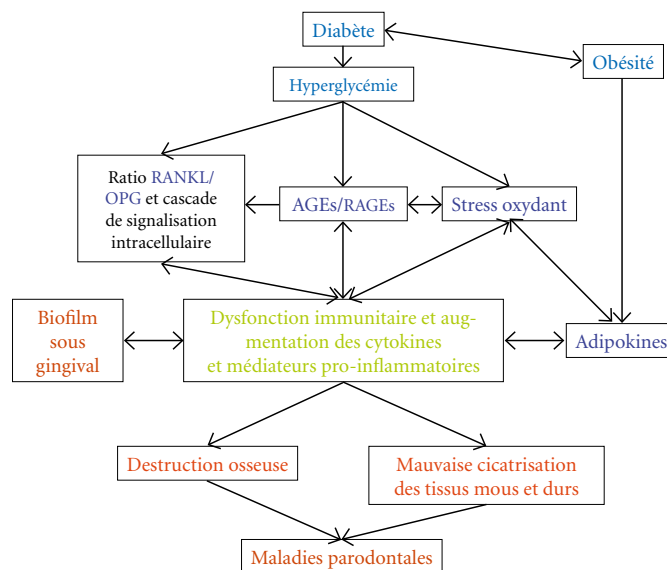 Diabète
Obésité
Hyperglycémie
Ratio RANKL/
OPG et cascade
de signalisation
intracellulaire
AGEs/RAGEs
Stress oxydant
Biofilm
sous
gingival
Dysfonction immunitaire et aug-
mentation des cytokines
et médiateurs pro-inflammatoires
Adipokines
Destruction osseuse
Mauvaise cicatrisation
des tissus mous et durs
Maladies parodontales